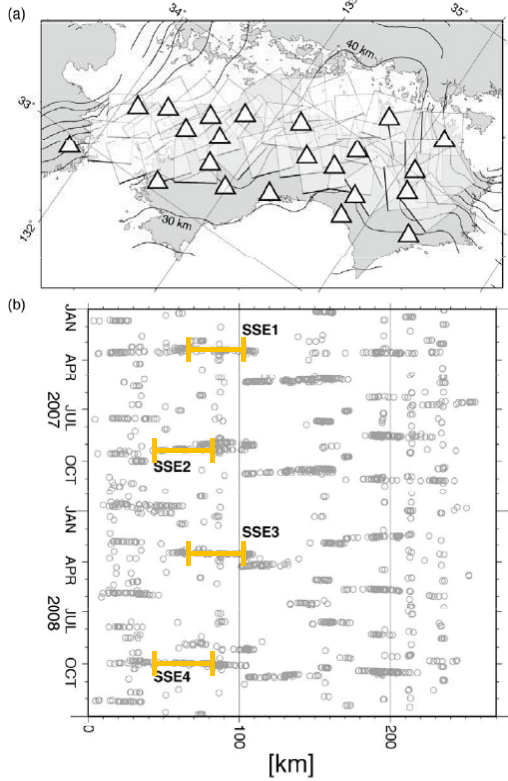 (a)
34°
13
35°
33°
40 km
132°
30 km
(b)
JAN
SSE1
APR
2007
JUL
SSE2
OCT
JAN
SSE3
APR
2008
JUL
OCT
SSE4
0
100
200
[km]